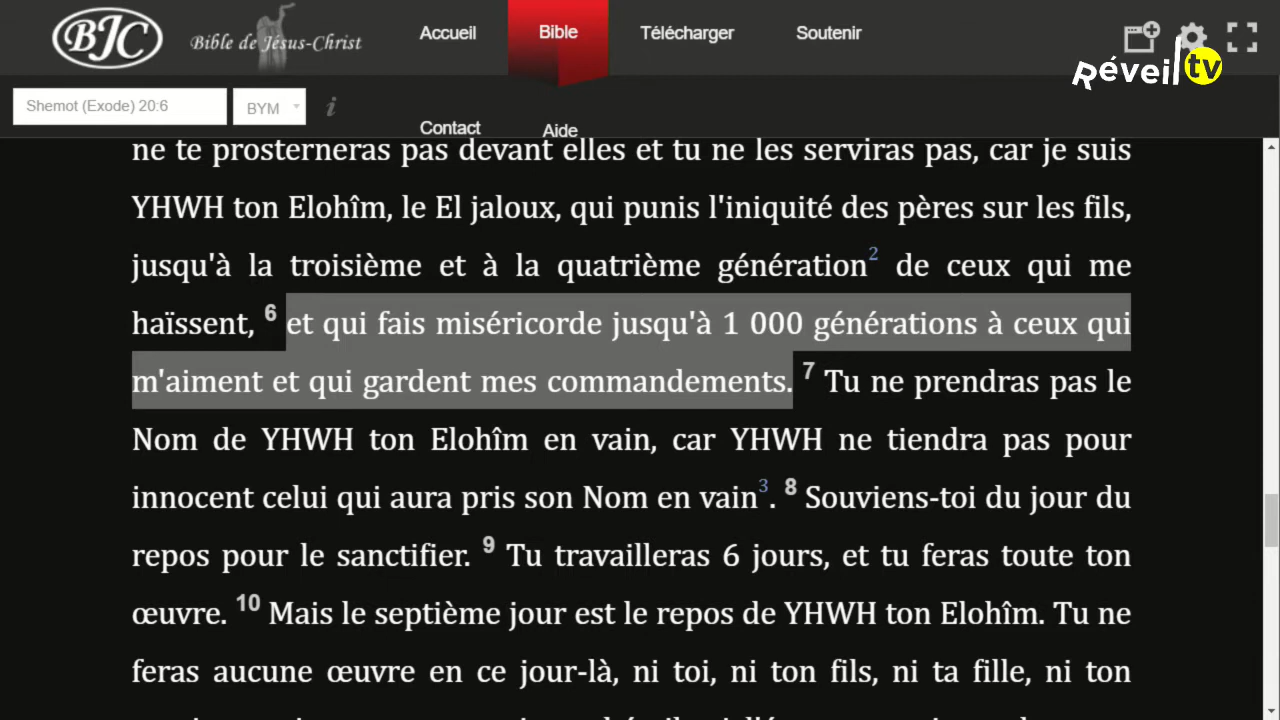 BJC
Bible de Jésus-Christ
Accueil
Bible
Télécharger
Soutenir
Réveil tv
Shemot (Exode) 20:6
BYM
i
Contact
Aide
ne te prosterneras pas devant elles et tu ne les serviras pas, car je suis
YHWH ton Elohîm, le El jaloux, qui punis l'iniquité des pères sur les fils,
jusqu'à la troisième et à la quatrième génération2 de ceux qui me
haïssent, 6 et qui fais miséricorde jusqu'à 1 000 générations à ceux qui
m'aiment et qui gardent mes commandements. 7 Tu ne prendras pas le
Nom de YHWH ton Elohîm en vain, car YHWH ne tiendra pas pour
innocent celui qui aura pris son Nom en vain3. 8 Souviens-toi du jour du
repos pour le sanctifier. 9 Tu travailleras 6 jours, et tu feras toute ton
œuvre. 10 Mais le septième jour est le repos de YHWH ton Elohîm. Tu ne
feras aucune œuvre en ce jour-là, ni toi, ni ton fils, ni ta fille, ni ton